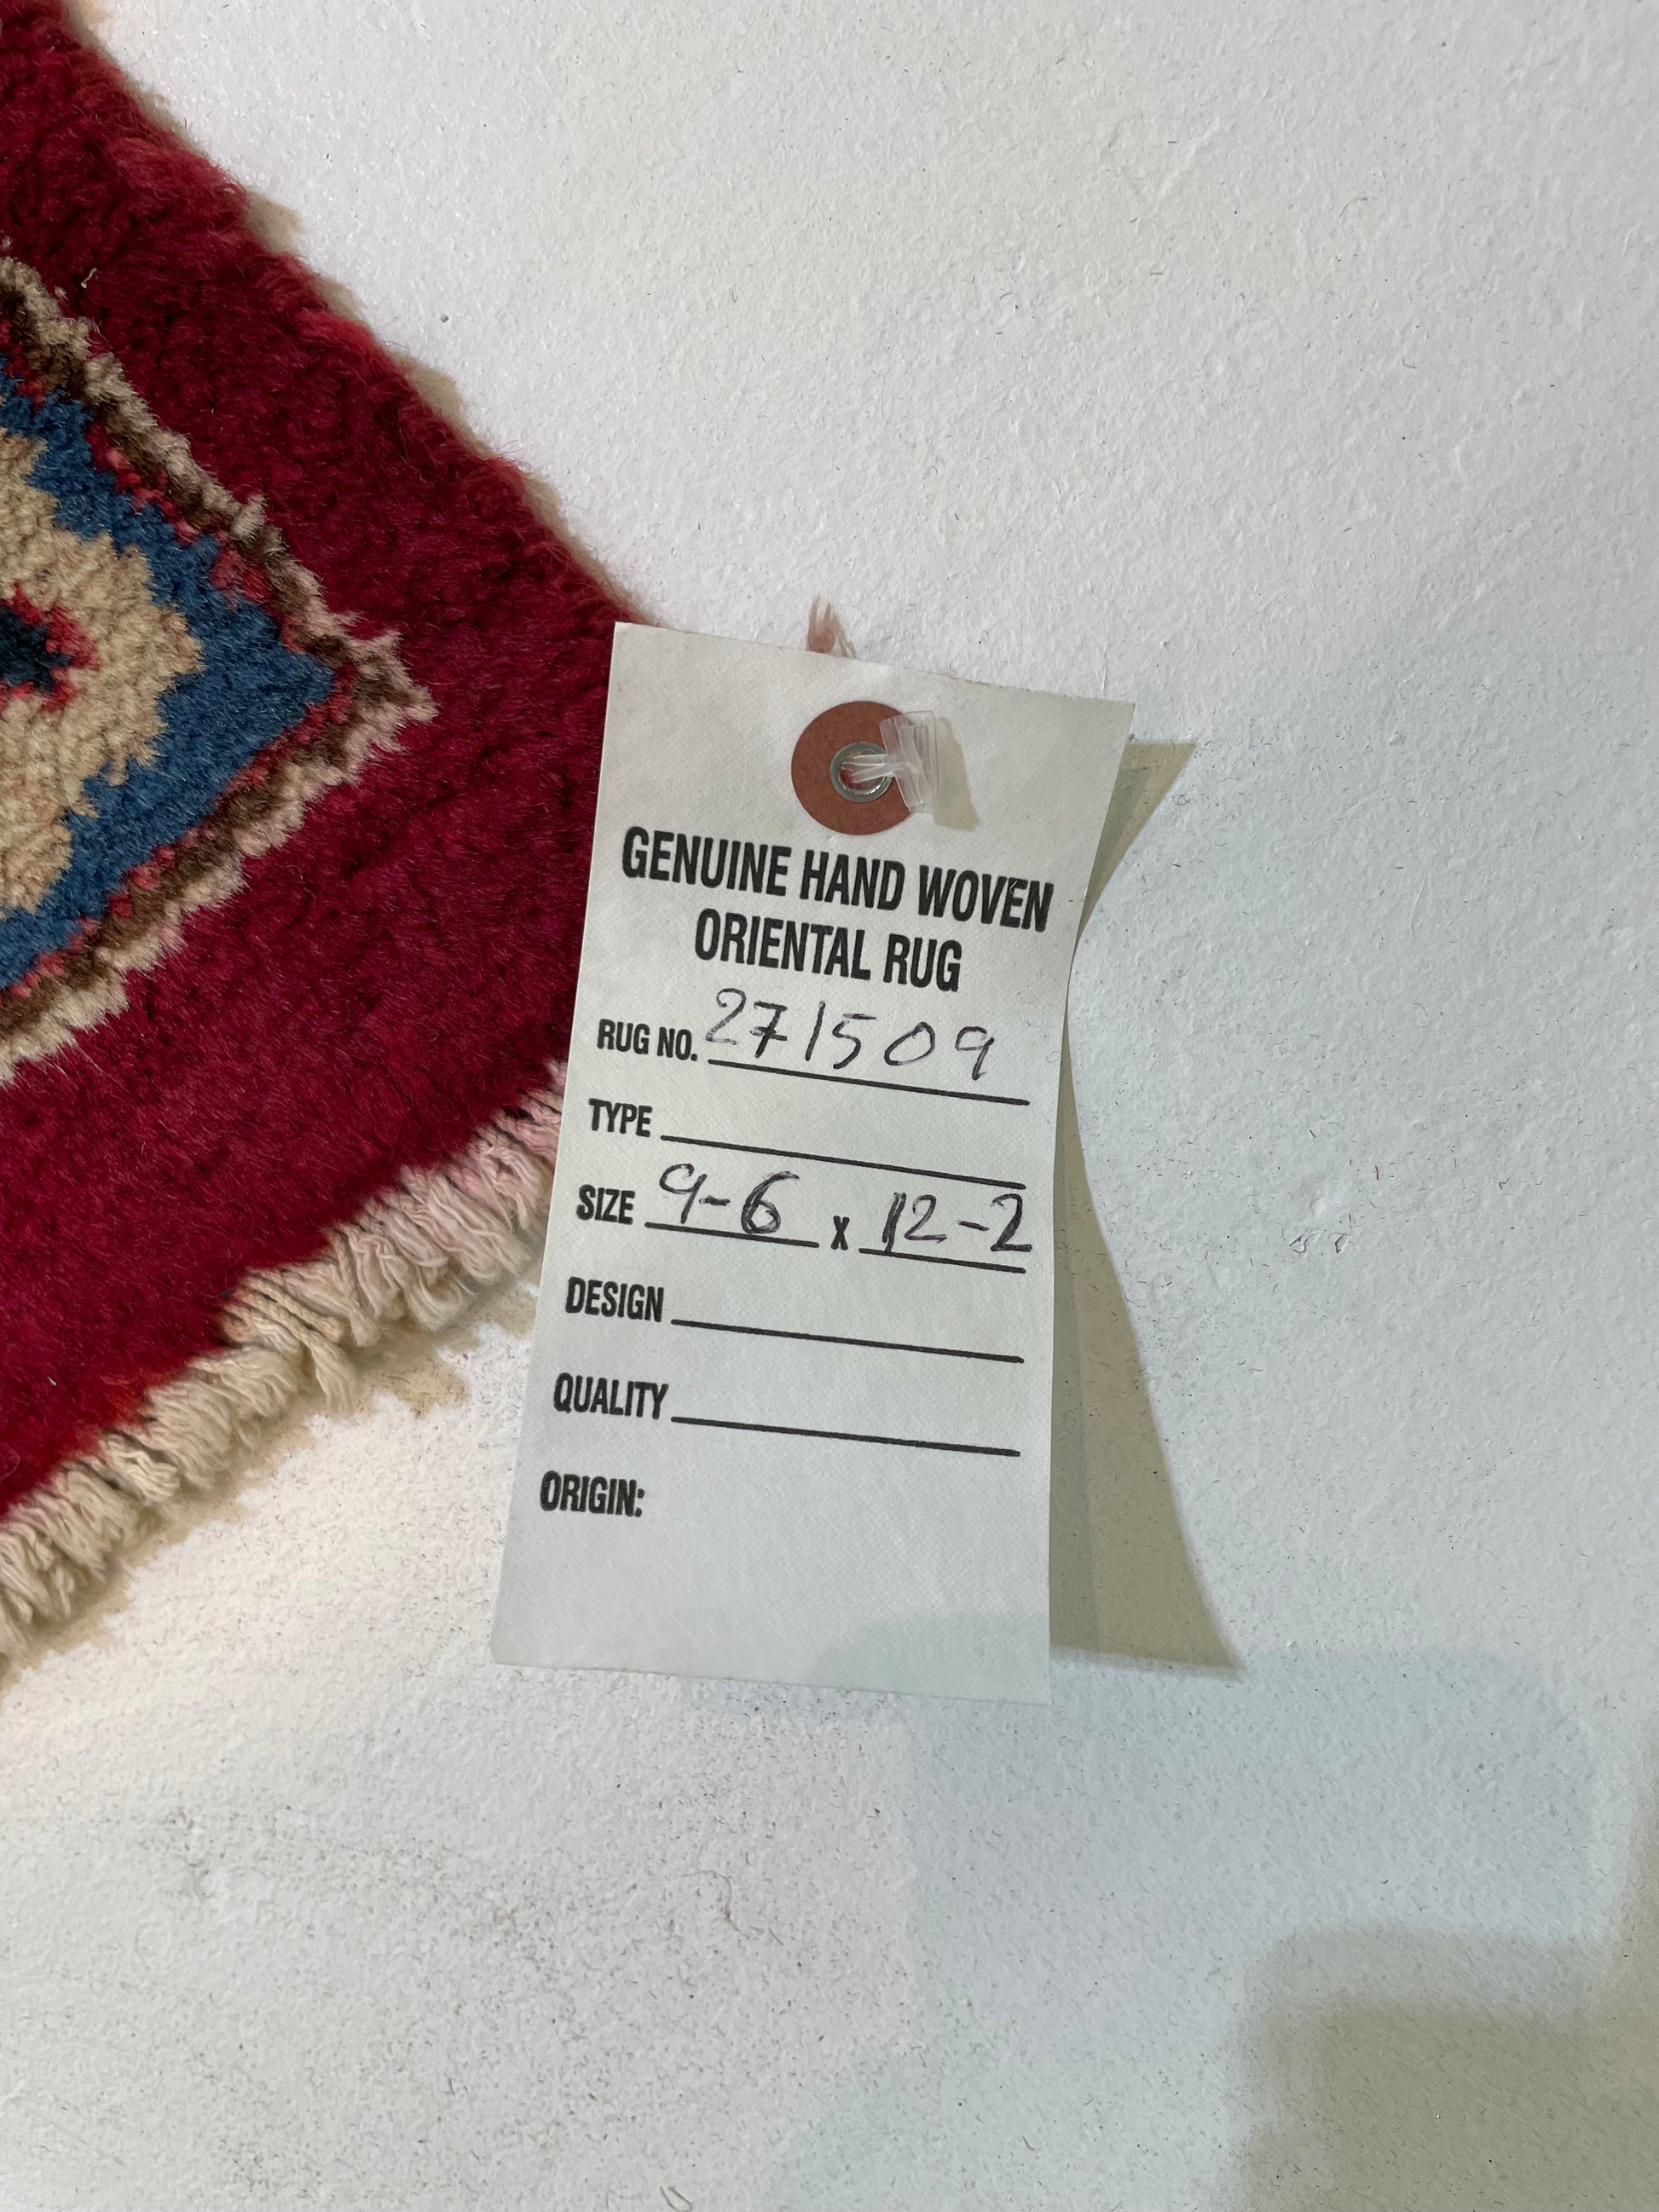 GENUINE HAND WOVEN
ORIENTAL RUG
RUG NO. 271509
TYPE
SIZE 9-6 X 12-2
DESIGN
QUALITY
ORIGIN: